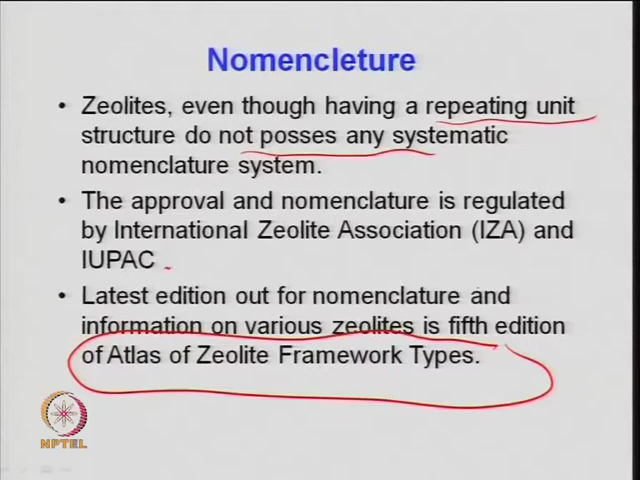 Nomencleture
• Zeolites, even though having a repeating unit
structure do not posses any systematic
nomenclature system.
• The approval and nomenclature is regulated
by International Zeolite Association (IZA) and
IUPAC
• Latest edition out for nomenclature and
information on various zeolites is fifth edition
of Atlas of Zeolite Framework Types.
NPTEL